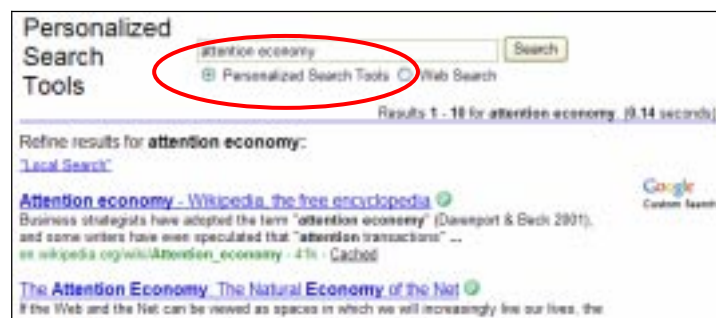 Personalized
Search
Tools
attention economy
Search
Personalized Search Tools Web Search
Results 1 - 10 for attention economy. (0.14 seconds)
Refine results for attention economy:
"Local Search"
Attention economy - Wikipedia, the free encyclopedia
Business strategists have adopted the term "attention economy" (Davenport & Beck 2001),
and some writers have even speculated that "attention transactions" ...
en.wikipedia.org/wiki/Attention_economy - 41k - Cached
Google
Custom Search
The Attention Economy: The Natural Economy of the Net
If the Web and the Net can be viewed as spaces in which we will increasingly live our lives, the